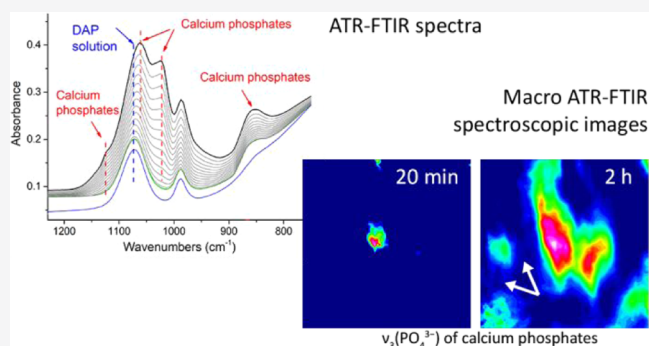 ATR-FTIR spectra
DAP
solution
Calcium phosphates
Calcium
phosphates
Calcium phosphates
Absorbance
0.4
0.3
0.2
0.1
1200
1100
1000
900
800
Wavenumbers (cm⁻¹)
Macro ATR-FTIR
spectroscopic images
20 min
2 h
ν₃(PO₄³⁻) of calcium phosphates